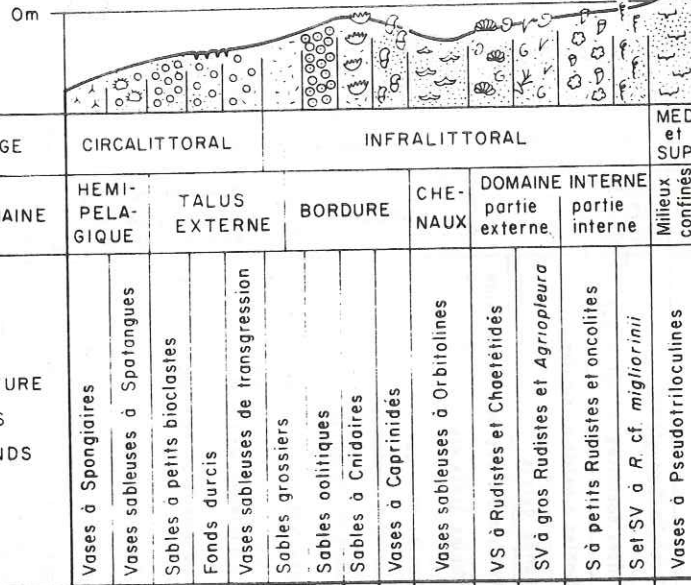 Om
GE
CIRCALITTORAL
INFRALITTORAL
MED
et
SUP
AINE
HEMI-
PELA-
GIQUE
TALUS
EXTERNE
BORDURE
CHE-
NAUX
DOMAINE INTERNE
partie
externe
partie
interne
Milieux
confinés
TURE
S
NDS
Vases à Spongiaires
Vases sableuses à Spatangues
Sables à petits bioclastes
Fonds durcis
Vases sableuses de transgression
Sables grossiers
Sables oolitiques
Sables à Cnidaires
Vases à Caprinidés
Vases sableuses à Orbitolines
VS à Rudistes et Chaetétidés
SV à gros Rudistes et Agriopleura
S à petits Rudistes et oncolites
S et SV à R. cf. migliorinii
Vases à Pseudotriloculines